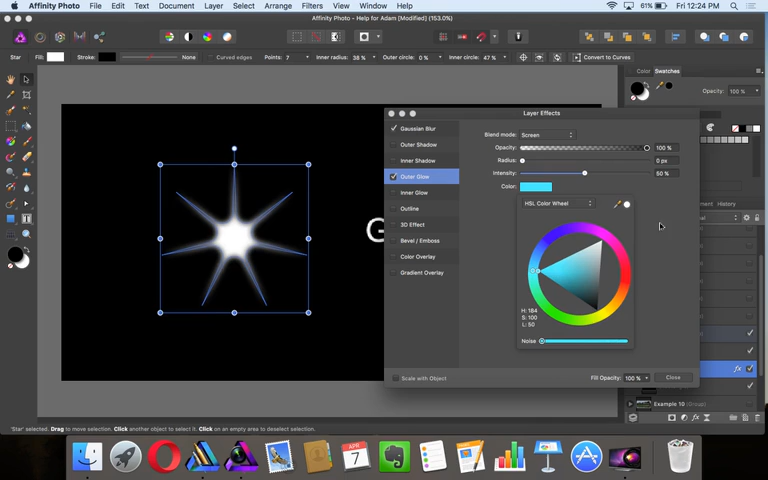 Affinity Photo File Edit Text Document Layer Select Arrange Filters View Window Help 61% Fri 12:24 PM
Affinity Photo - Help for Adam [Modified] (153.0%)
Star Fill: Stroke: None Curved edges Points: 7 Inner radius: 38 % Outer circle: 0 % Inner circle: 47 % Convert to Curves
Color Swatches
Opacity: 100 %
Layer Effects
Gaussian Blur
Outer Shadow
Inner Shadow
Outer Glow
Inner Glow
Outline
3D Effect
Bevel / Emboss
Color Overlay
Gradient Overlay
Blend mode: Screen
Opacity: 100 %
Radius: 0 px
Intensity: 50 %
Color:
HSL Color Wheel
H: 184
S: 100
L: 50
Noise
Scale with Object
Fill Opacity: 100 % Close
G
fx
Example 10 (Group)
'Star' selected. Drag to move selection. Click another object to select it. Click on an empty area to deselect selection.
APR
7